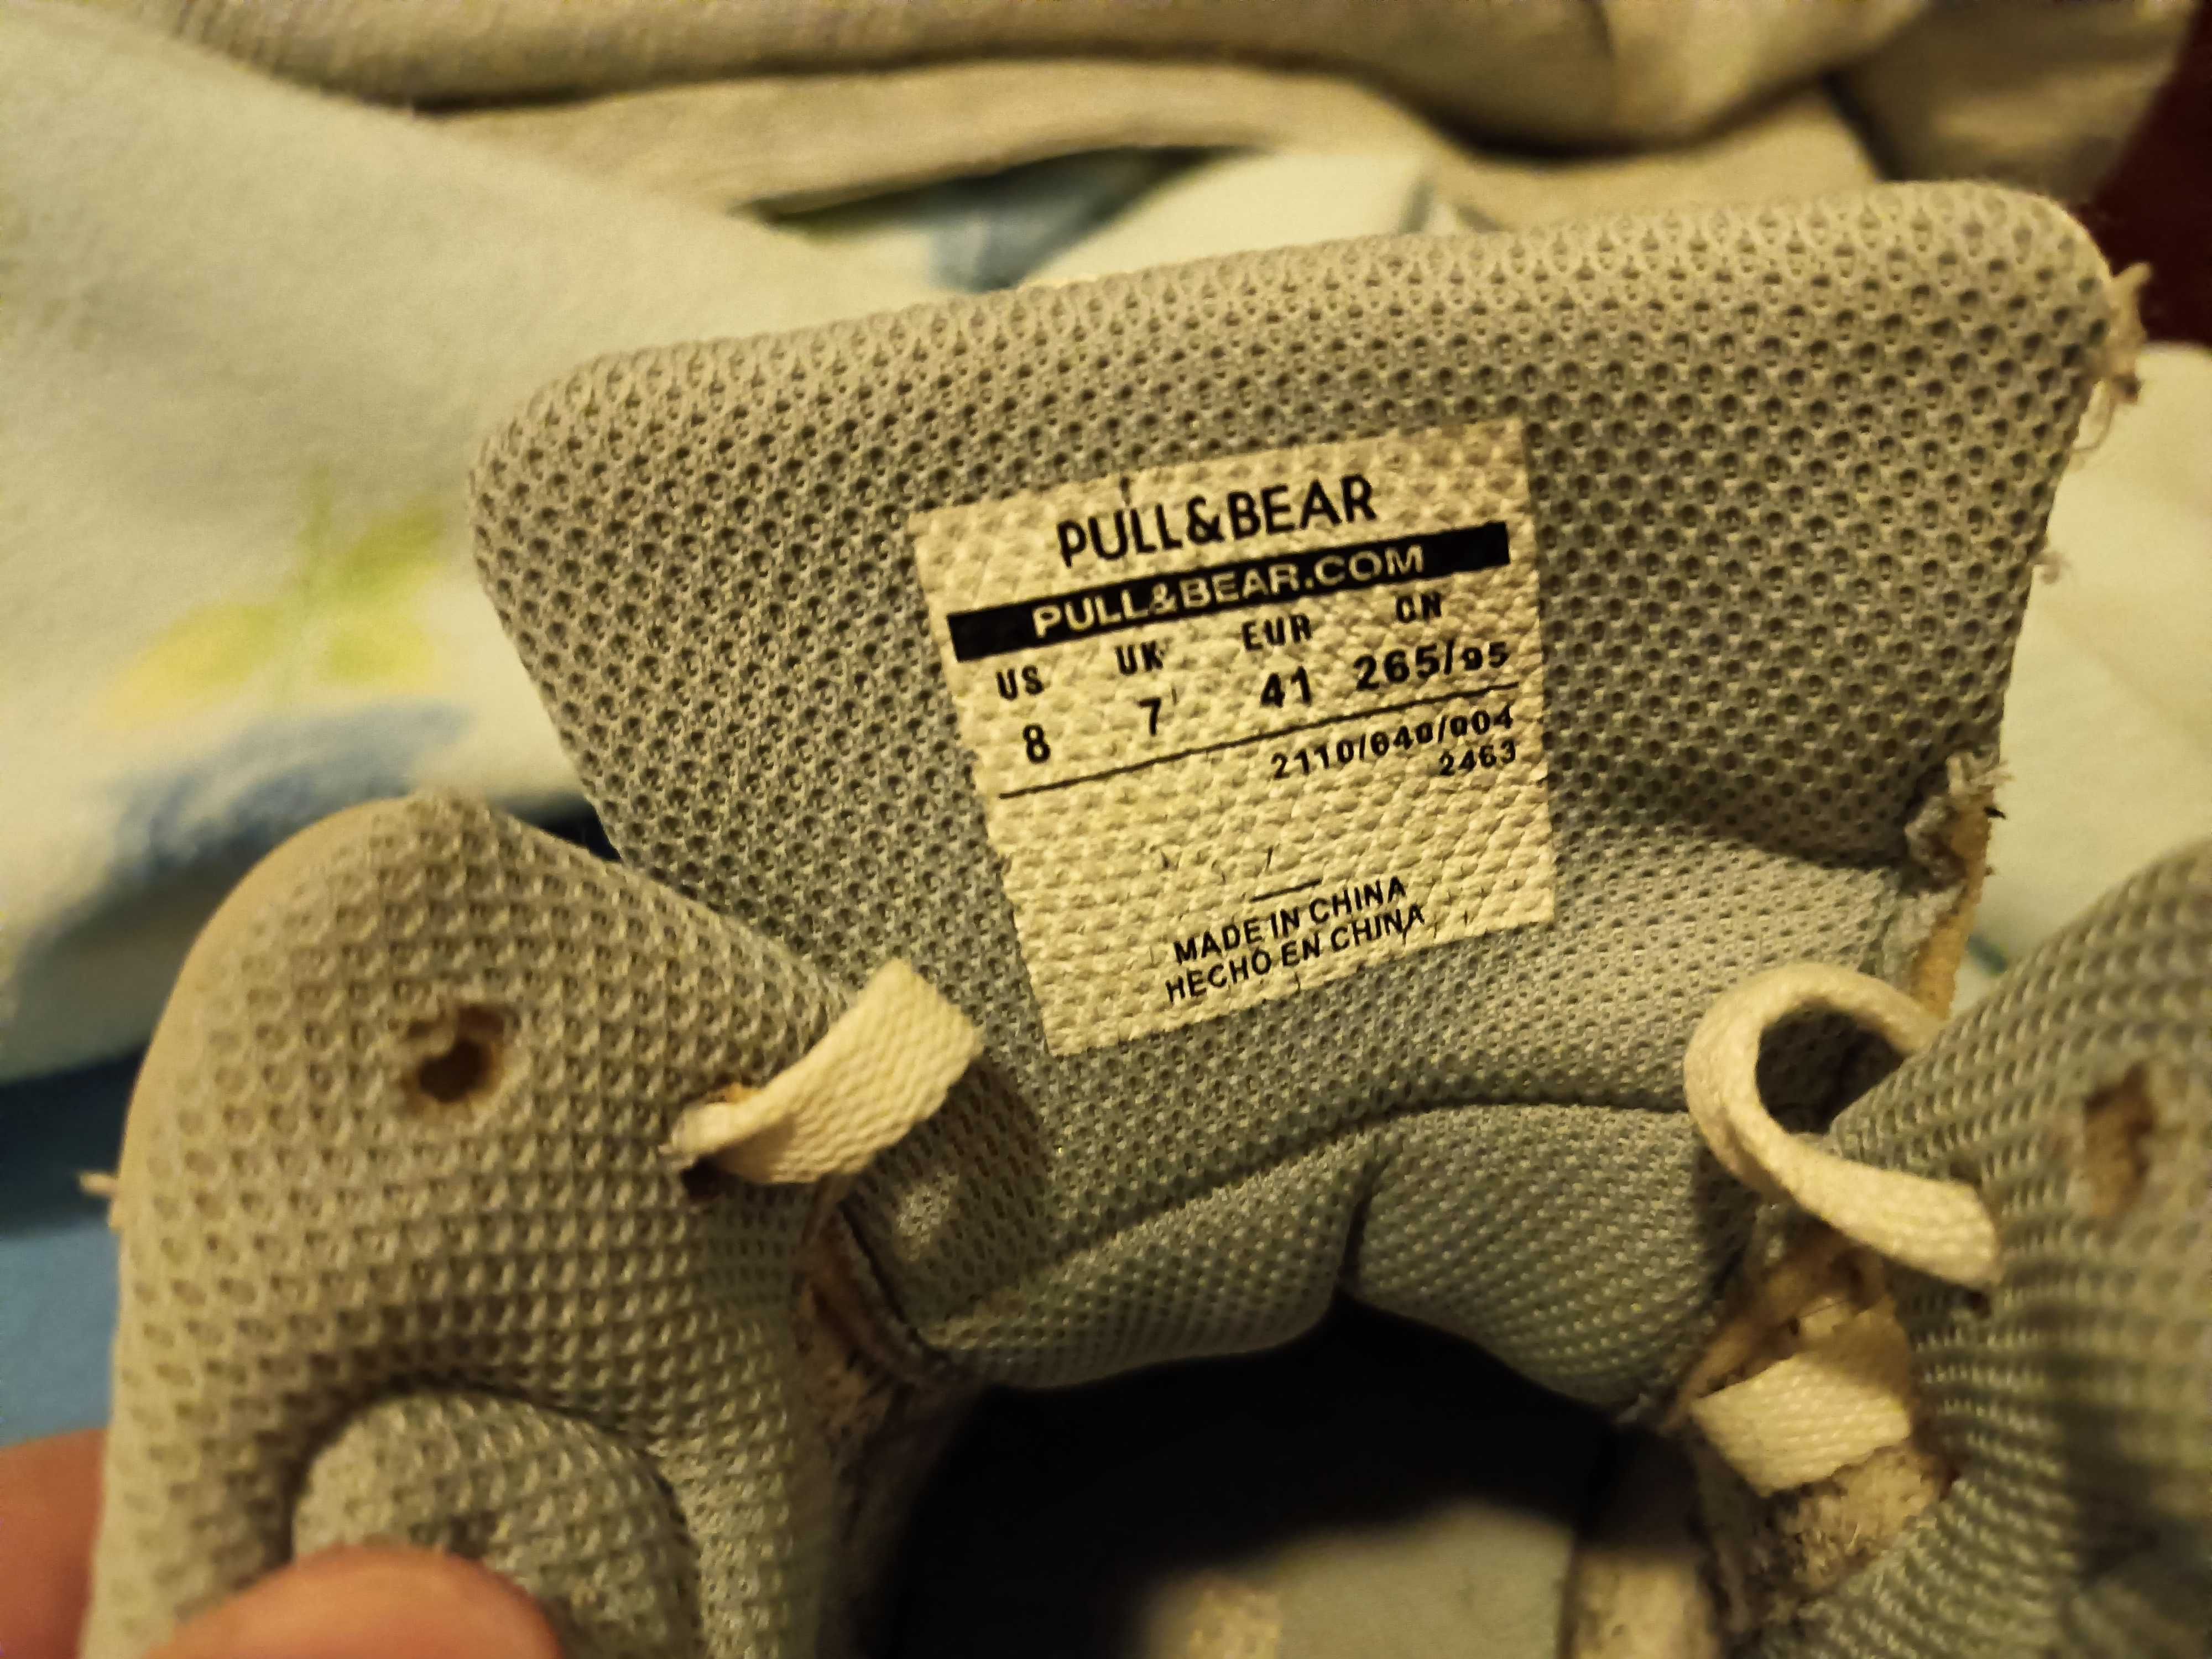 PULL&BEAR
PULL&BEAR.COM
US UK EUR CN
8 7 41 265/95
2110/040/004
2463
MADE IN CHINA
HECHO EN CHINA